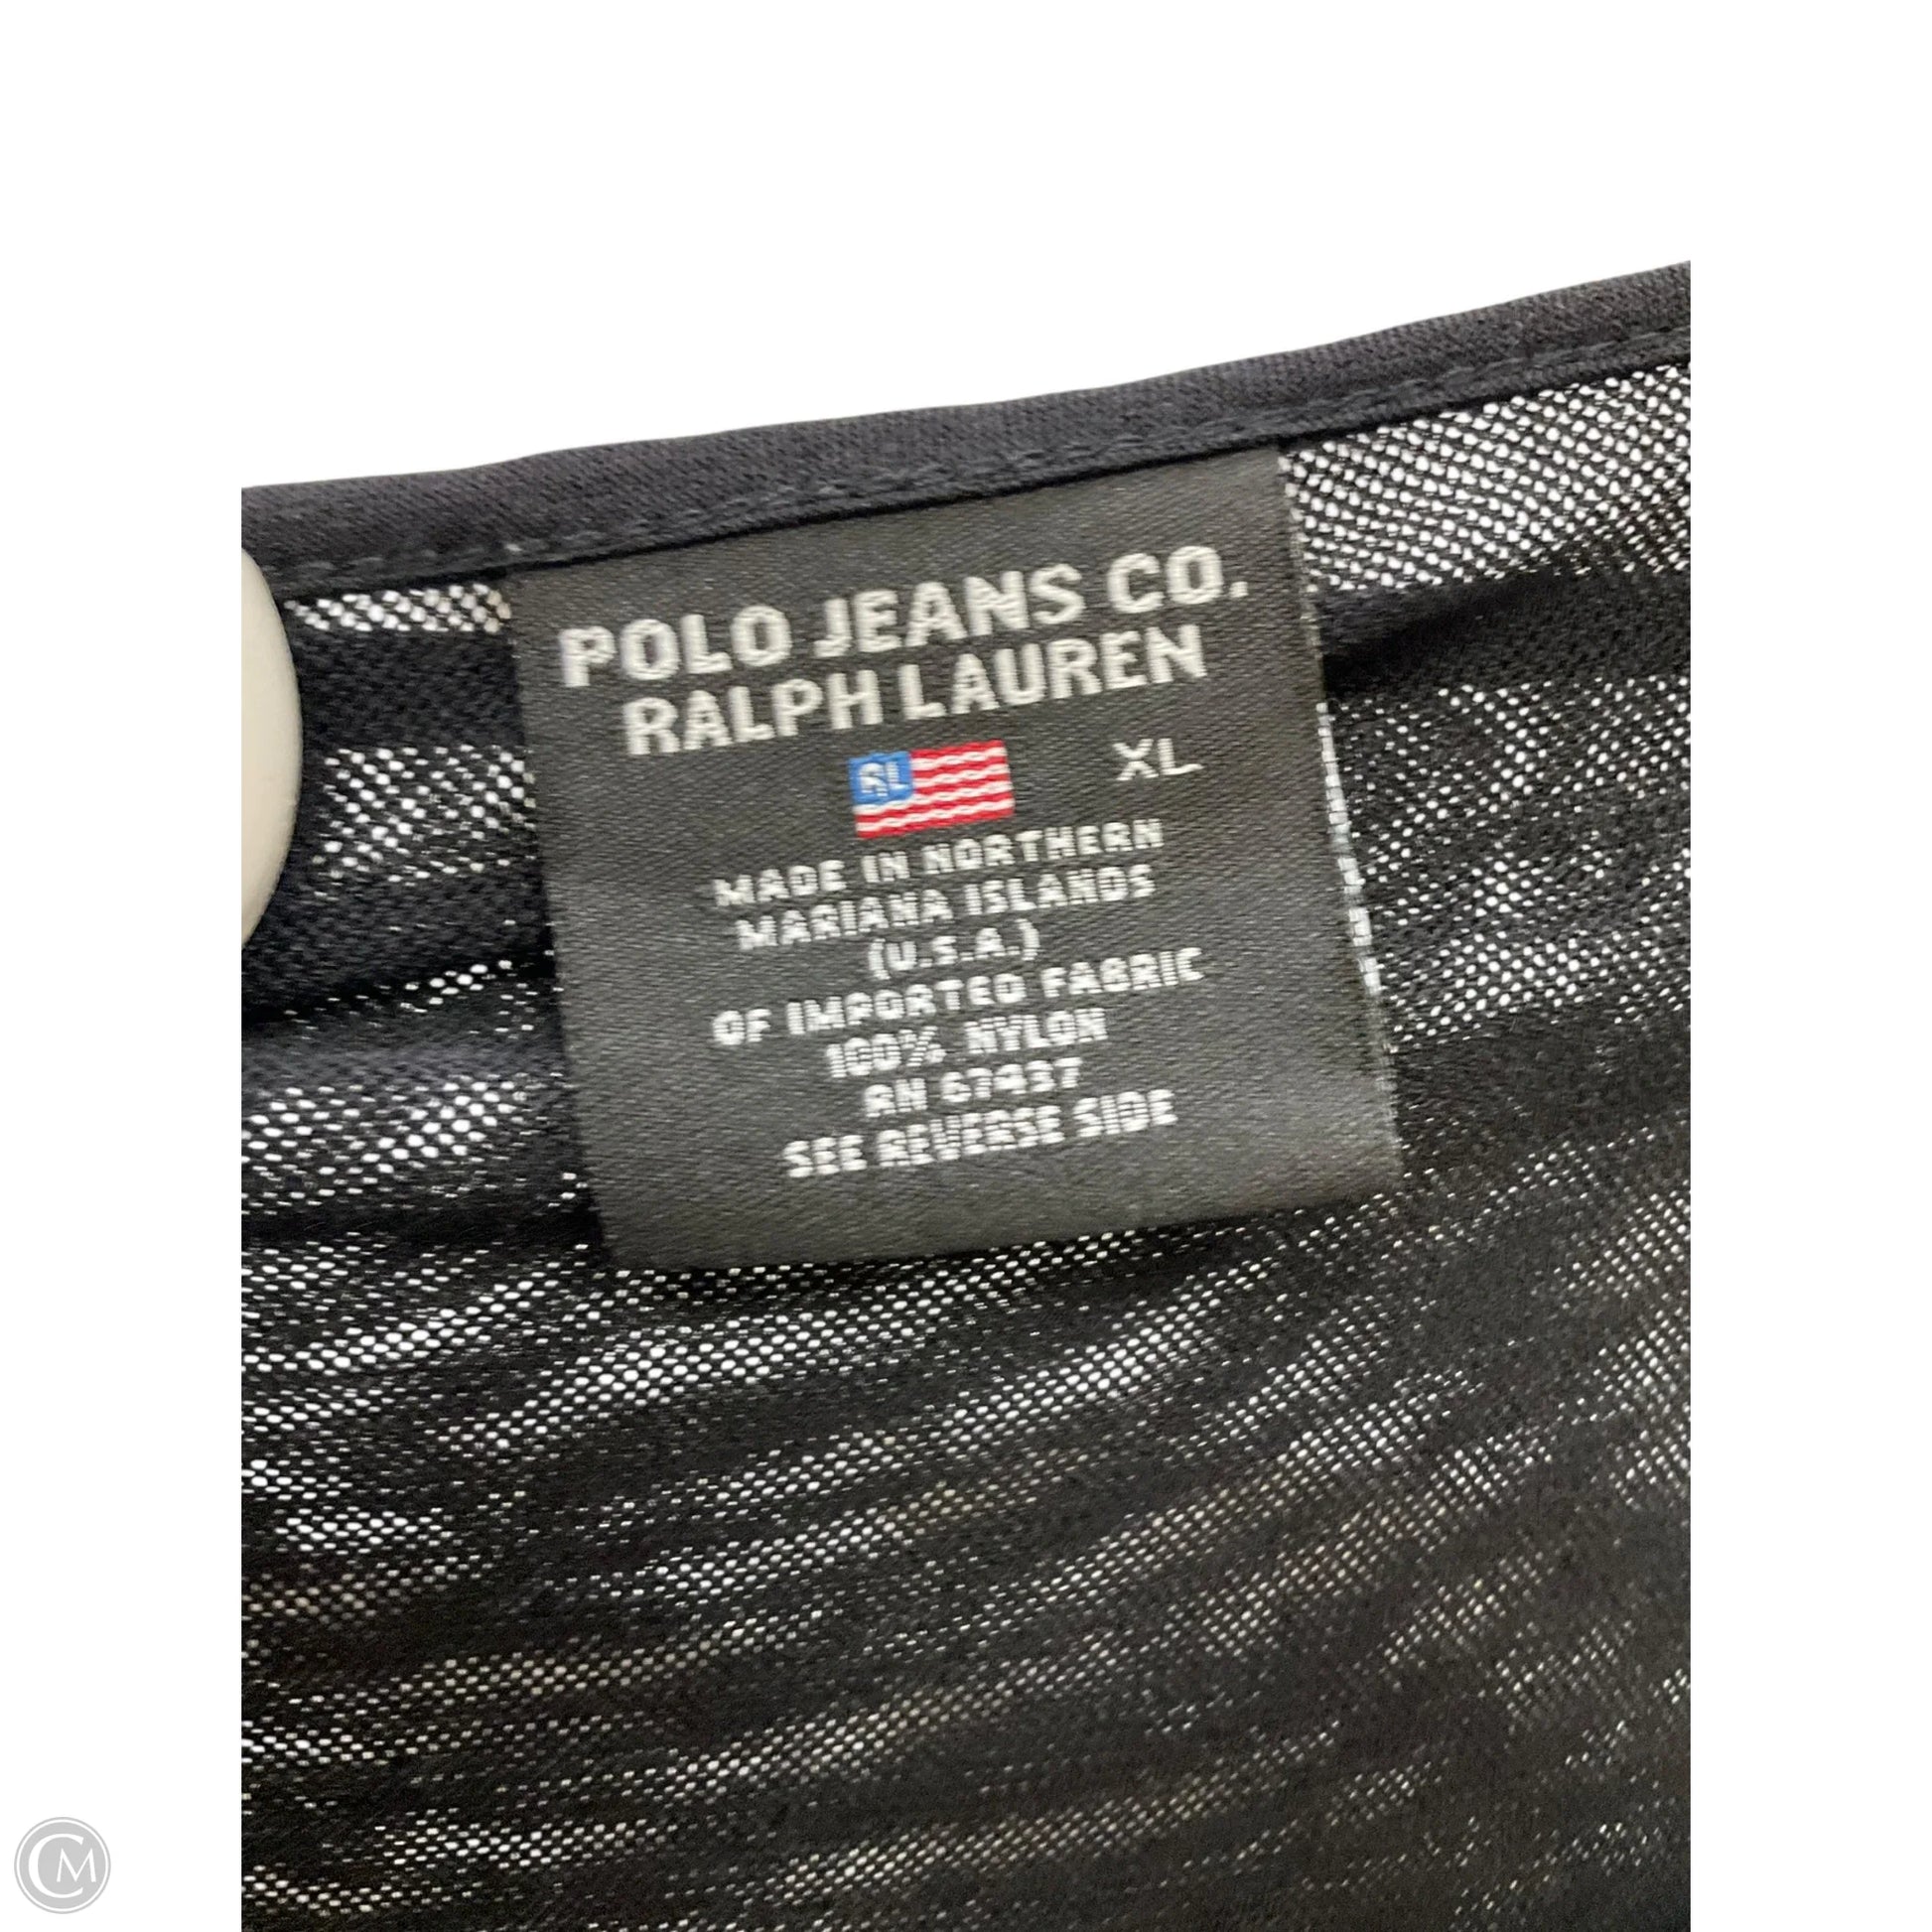 POLO JEANS CO.
RALPH LAUREN
RL XL
MADE IN NORTHERN
MARIANA ISLANDS
(U.S.A.)
OF IMPORTED FABRIC
100% NYLON
RN 67437
SEE REVERSE SIDE
CM